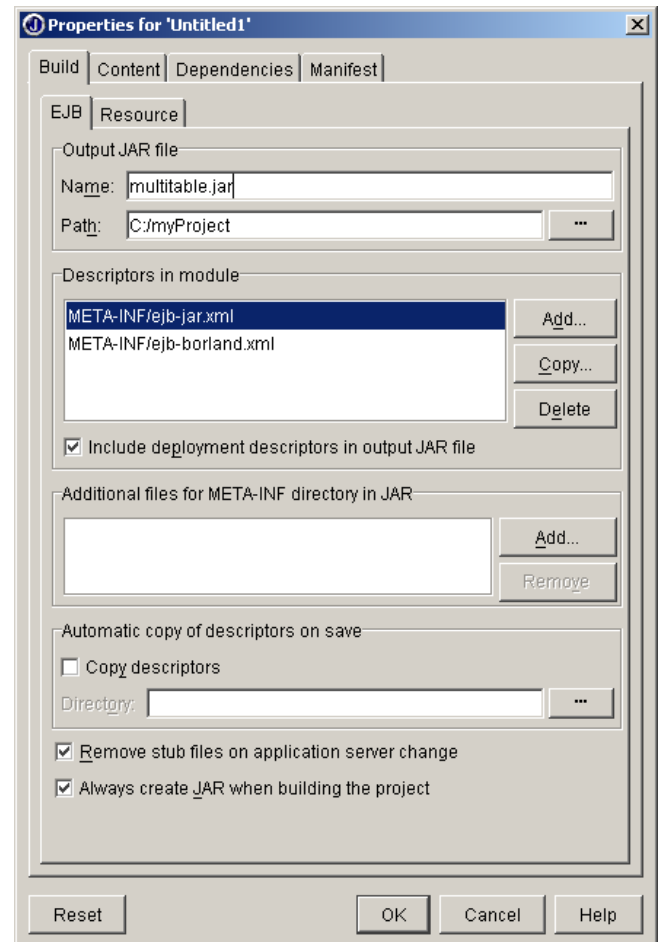 Properties for 'Untitled1'
Build Content Dependencies Manifest
EJB Resource
Output JAR file
Name: multitable.jar
Path: C:/myProject ...
Descriptors in module
META-INF/ejb-jar.xml
META-INF/ejb-borland.xml
Add...
Copy...
Delete
Include deployment descriptors in output JAR file
Additional files for META-INF directory in JAR
Add...
Remove
Automatic copy of descriptors on save
Copy descriptors
Directory: ...
Remove stub files on application server change
Always create JAR when building the project
Reset OK Cancel Help